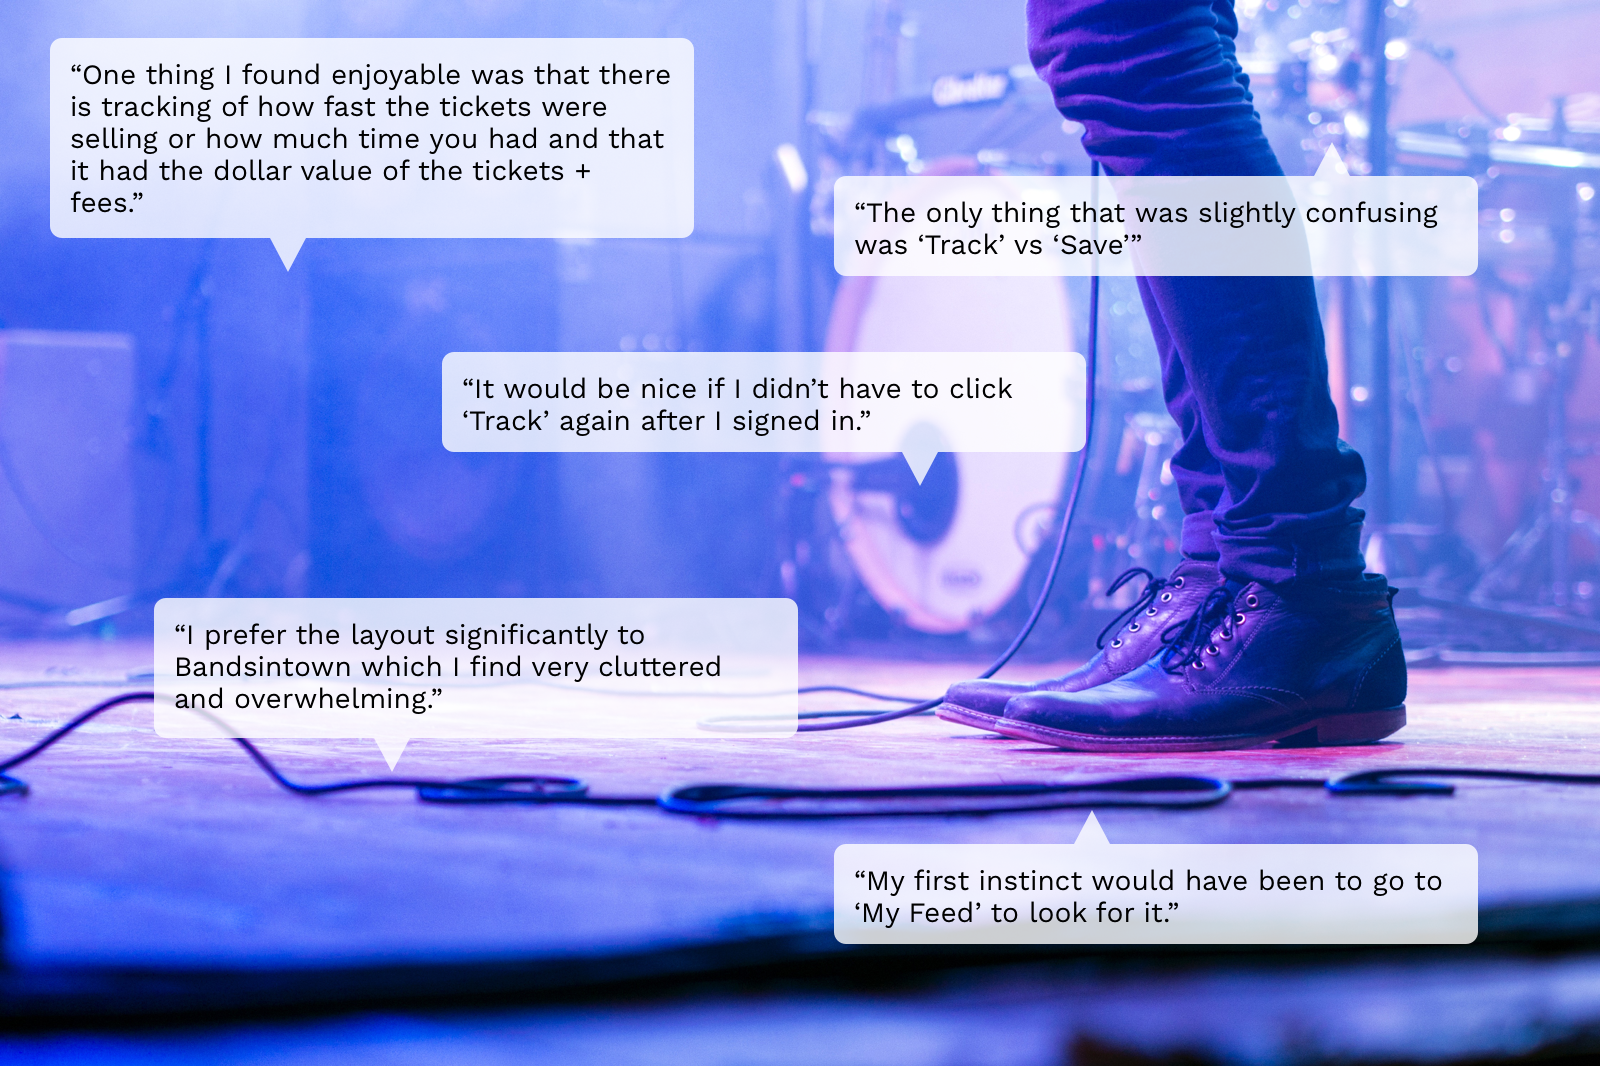 “One thing I found enjoyable was that there
is tracking of how fast the tickets were
selling or how much time you had and that
it had the dollar value of the tickets +
fees.”
“The only thing that was slightly confusing
was ‘Track’ vs ‘Save’”
“It would be nice if I didn’t have to click
‘Track’ again after I signed in.”
“I prefer the layout significantly to
Bandsintown which I find very cluttered
and overwhelming.”
“My first instinct would have been to go to
‘My Feed’ to look for it.”